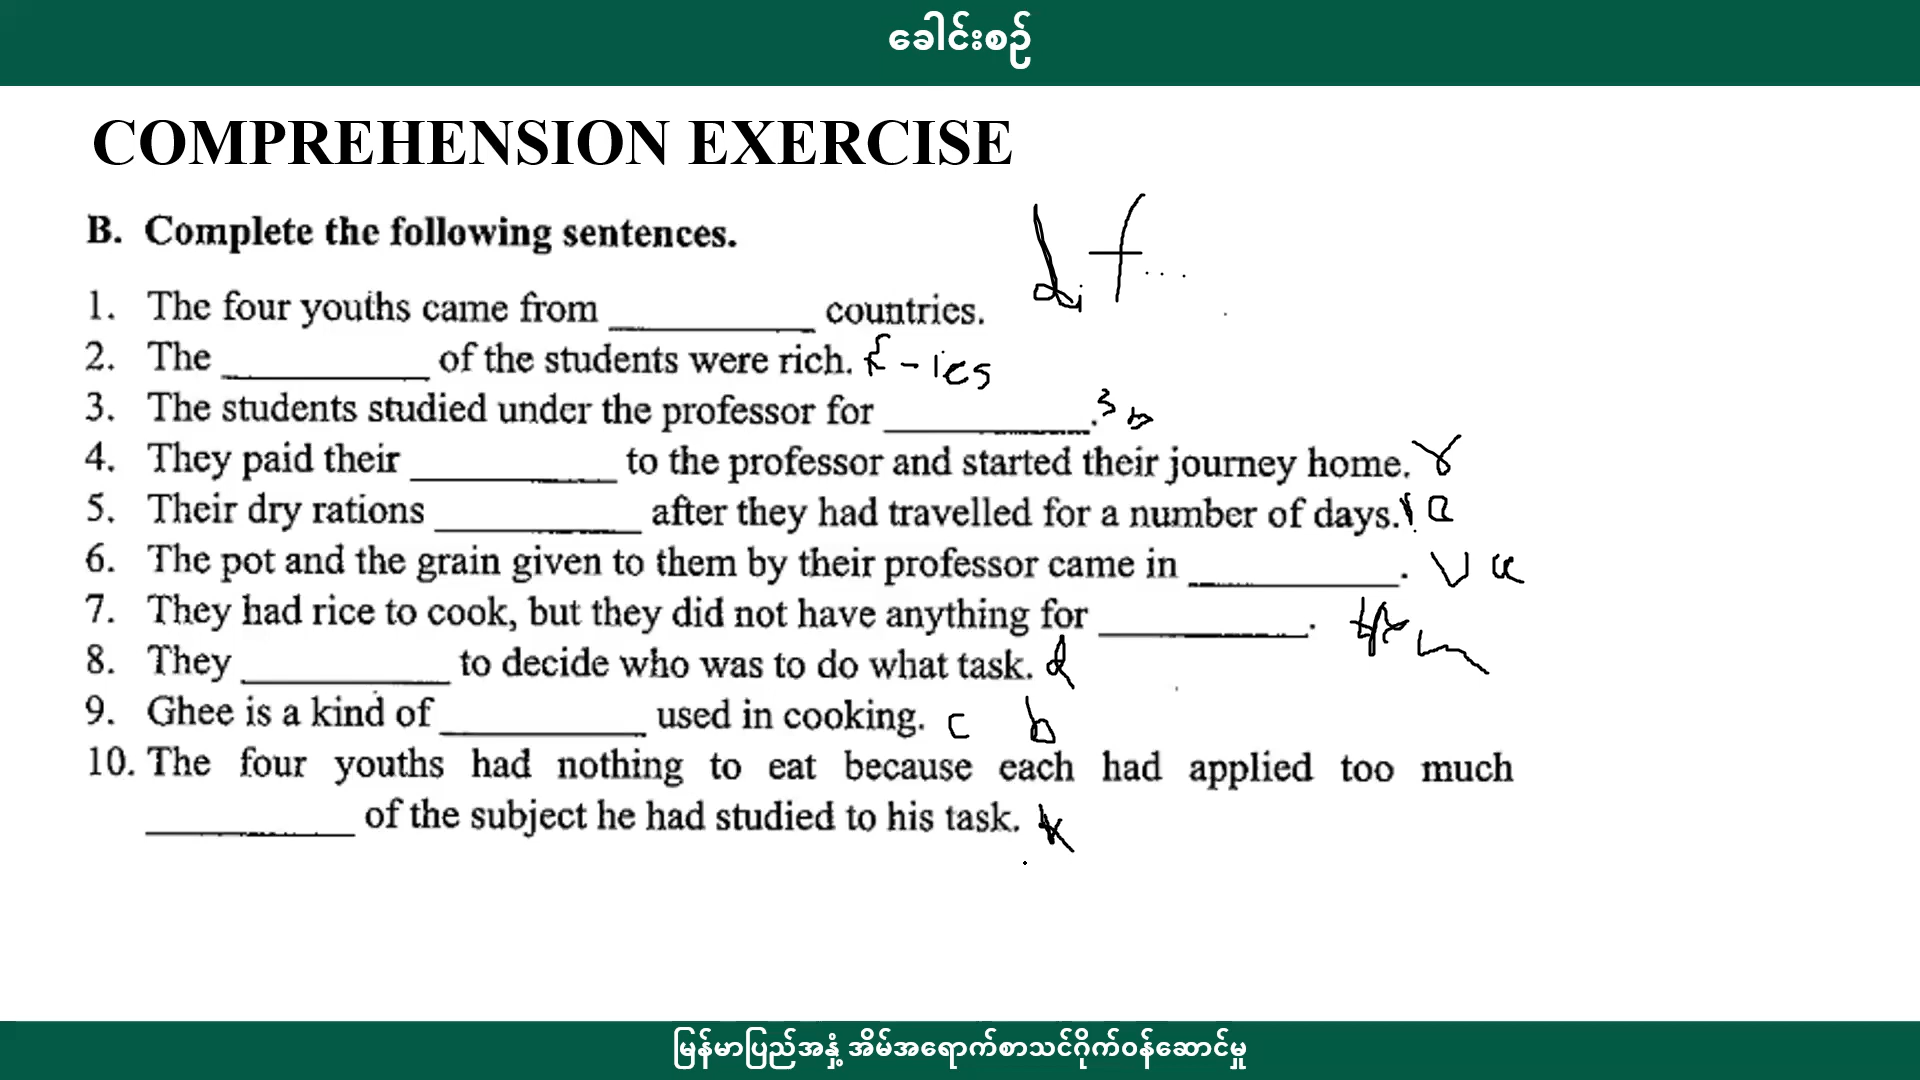 ခေါင်းစဉ်
COMPREHENSION EXERCISE
B. Complete the following sentences.
di f...
1. The four youths came from __________ countries.
2. The __________ of the students were rich. f - ies
3. The students studied under the professor for __________. 3
4. They paid their __________ to the professor and started their journey home. r
5. Their dry rations __________ after they had travelled for a number of days.
6. The pot and the grain given to them by their professor came in __________.
7. They had rice to cook, but they did not have anything for __________.
8. They __________ to decide who was to do what task. d
9. Ghee is a kind of __________ used in cooking. c b
10. The four youths had nothing to eat because each had applied too much
__________ of the subject he had studied to his task. k
မြန်မာပြည်အနှံ့ အိမ်အရောက်စာသင်ဂိုက်ဝန်ဆောင်မှု